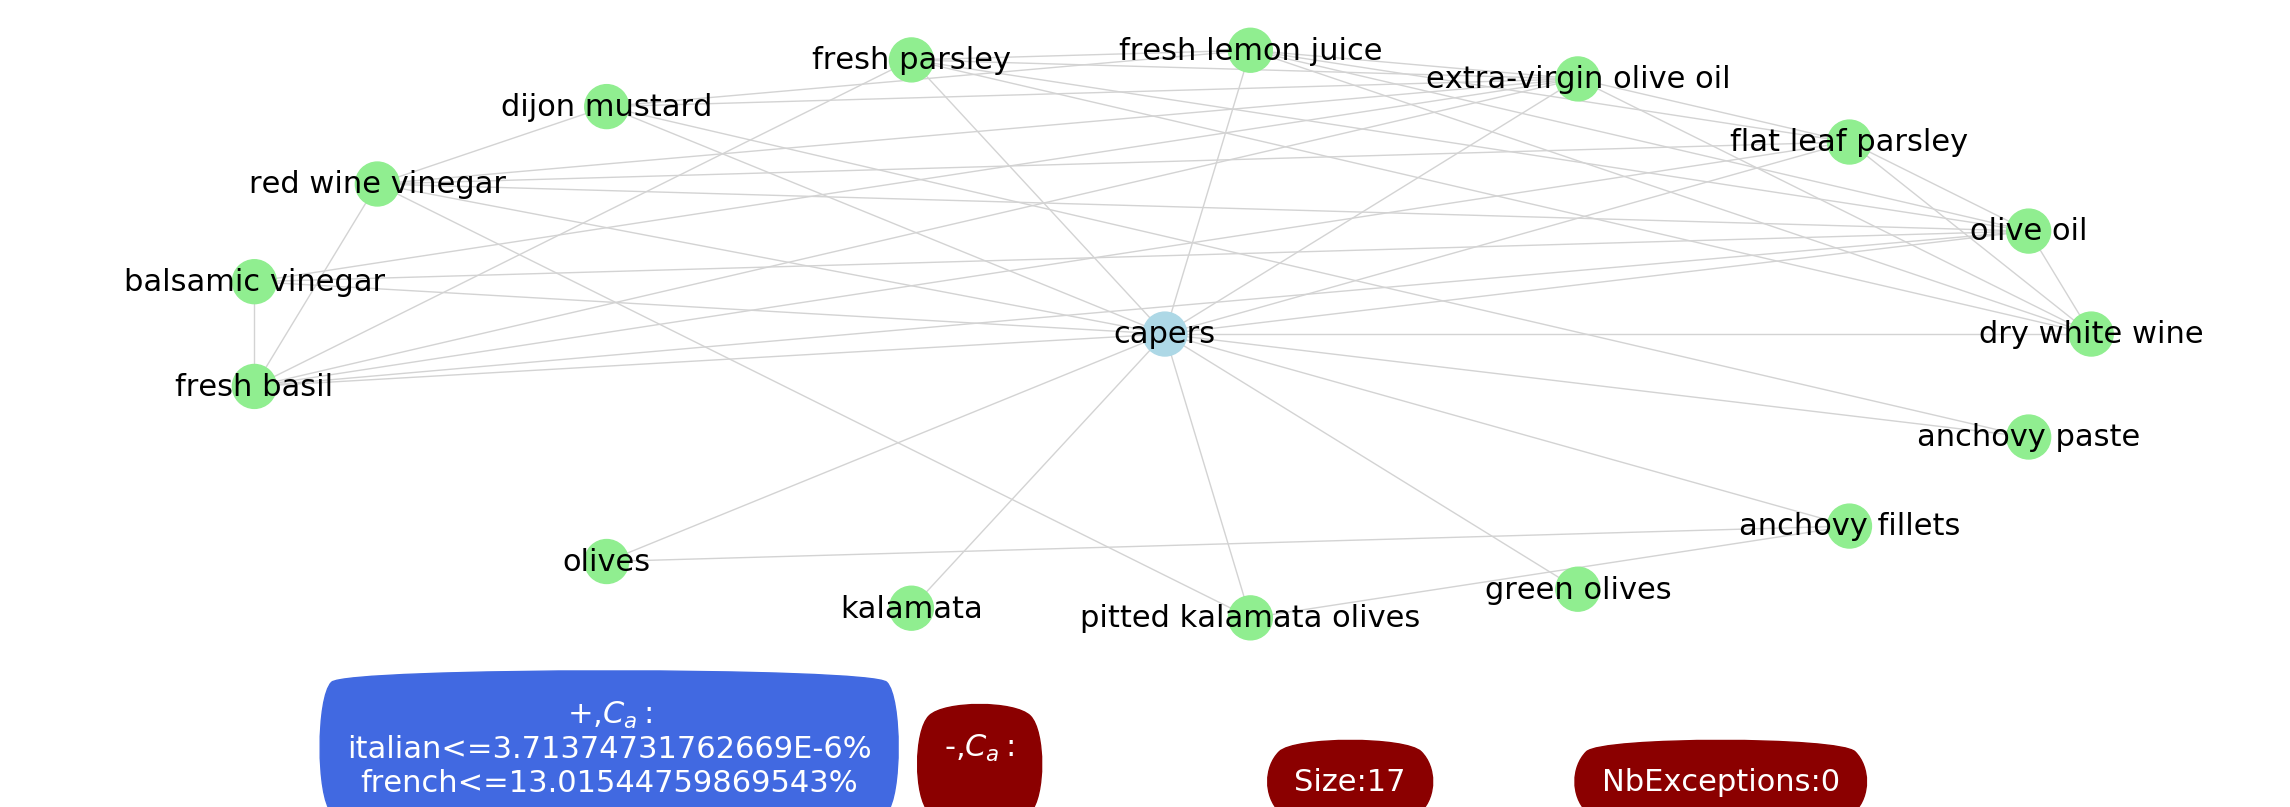 fresh lemon juice
fresh parsley
extra-virgin olive oil
dijon mustard
flat leaf parsley
red wine vinegar
olive oil
balsamic vinegar
capers
dry white wine
fresh basil
anchovy paste
anchovy fillets
olives
green olives
kalamata
pitted kalamata olives
+,Cₐ :
italian<=3.71374731762669E-6%
french<=13.01544759869543%
-,Cₐ :
Size:17
NbExceptions:0